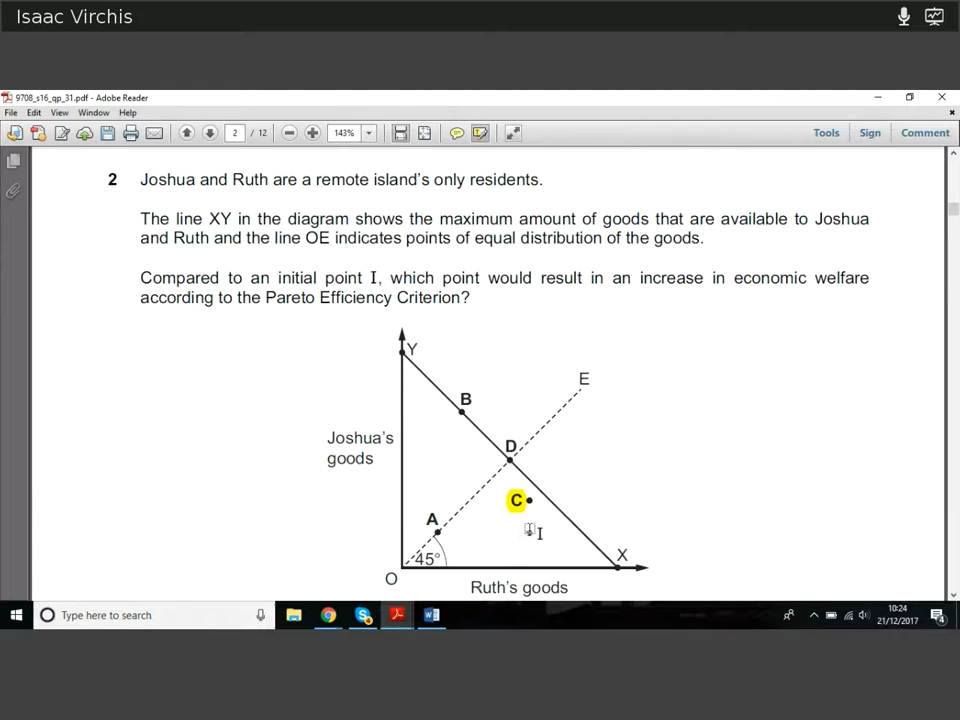 Isaac Virchis
9708_s16_qp_31.pdf - Adobe Reader
File Edit View Window Help
2 / 12 143% Tools Sign Comment
2 Joshua and Ruth are a remote island's only residents.
The line XY in the diagram shows the maximum amount of goods that are available to Joshua
and Ruth and the line OE indicates points of equal distribution of the goods.
Compared to an initial point I, which point would result in an increase in economic welfare
according to the Pareto Efficiency Criterion?
Y
E
B
Joshua's
goods
D
C
A
I
45°
X
O
Ruth's goods
Type here to search
10:24
21/12/2017
4